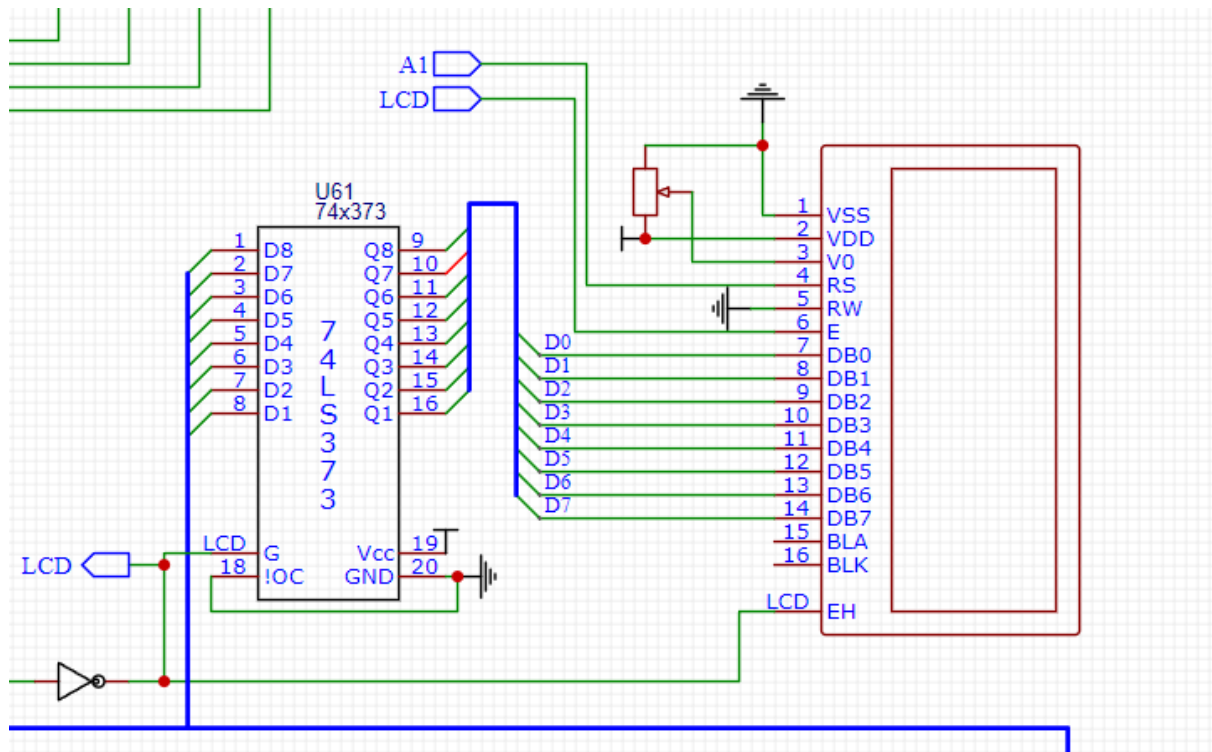 A1
LCD
U61
74x373
1 D8 Q8 9
2 D7 Q7 10
3 D6 Q6 11
4 D5 Q5 12
5 D4 Q4 13
6 D3 Q3 14
7 D2 Q2 15
8 D1 Q1 16
7
4
L
S
3
7
3
LCD G Vcc 19
18 !OC GND 20
LCD
1 VSS
2 VDD
3 V0
4 RS
5 RW
6 E
D0 7 DB0
D1 8 DB1
D2 9 DB2
D3 10 DB3
D4 11 DB4
D5 12 DB5
D6 13 DB6
D7 14 DB7
15 BLA
16 BLK
LCD EH